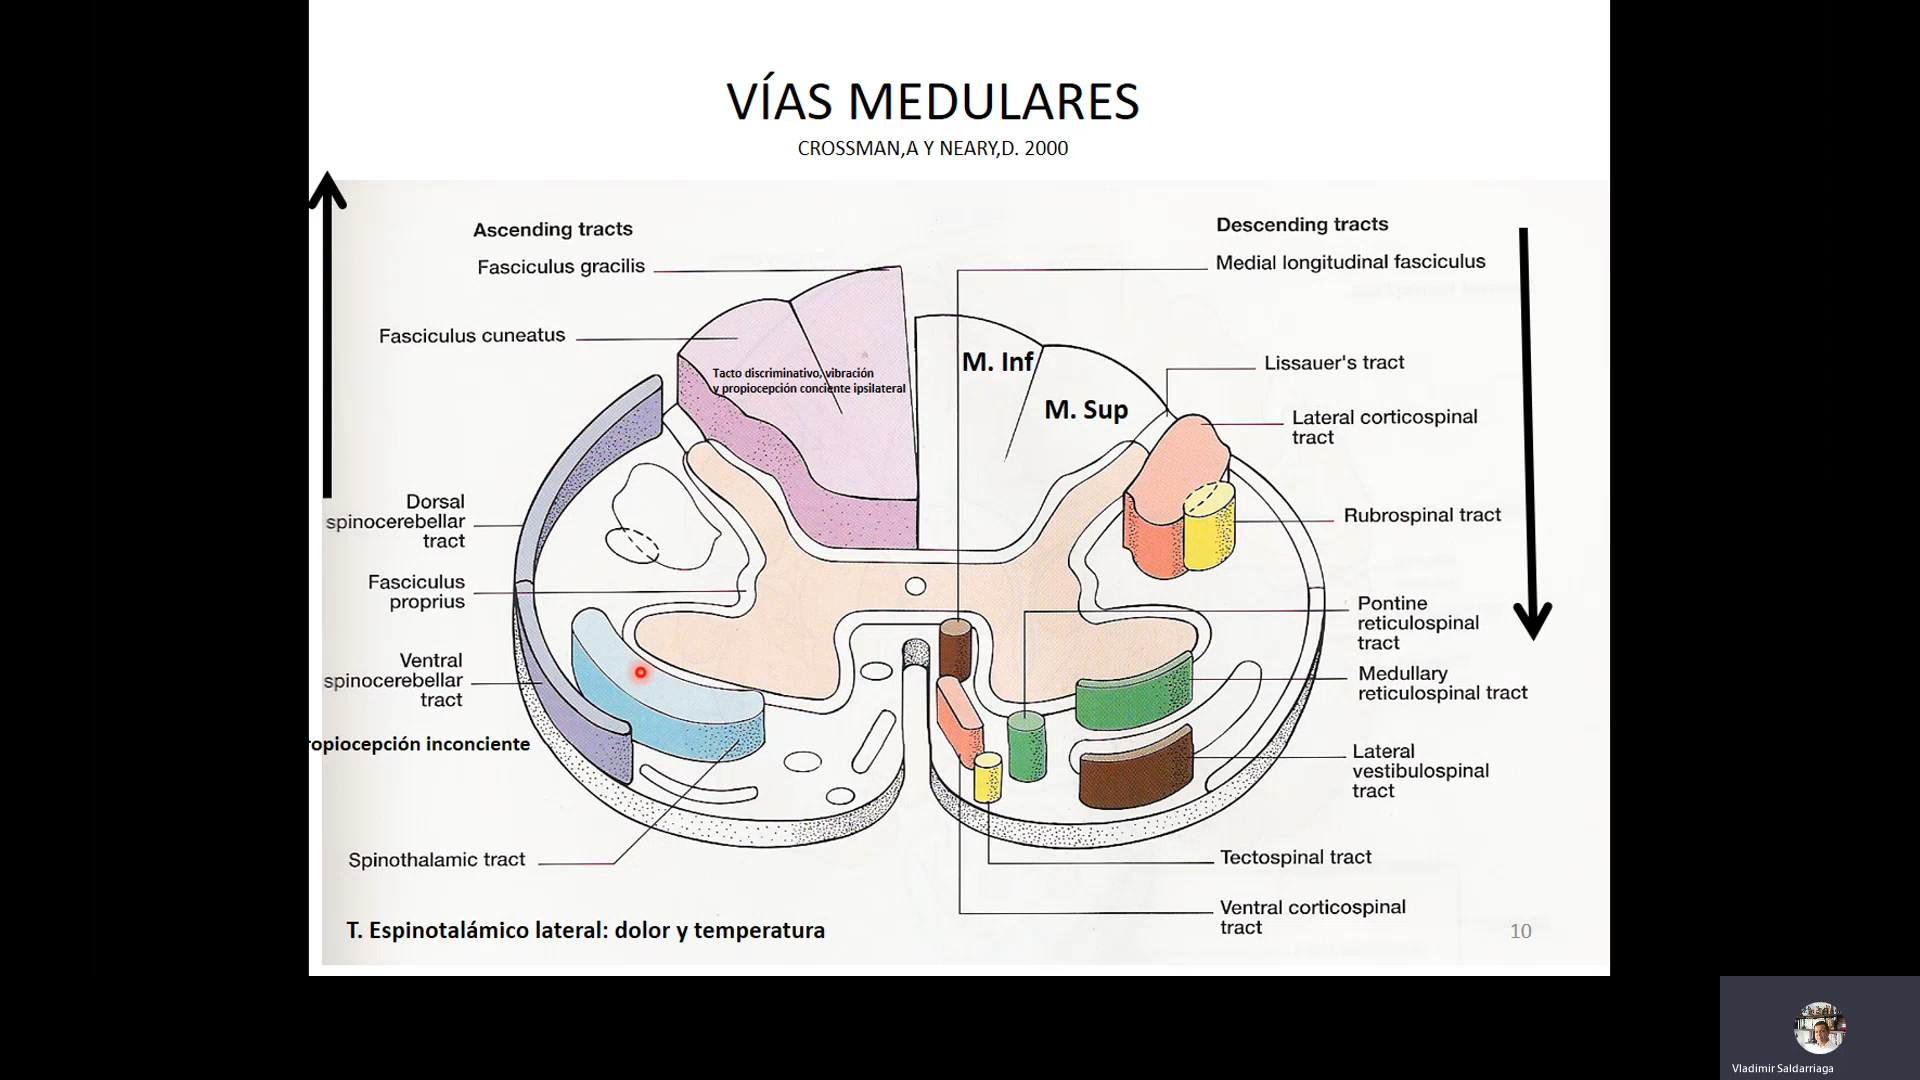 VÍAS MEDULARES
CROSSMAN,A Y NEARY,D. 2000
Ascending tracts
Fasciculus gracilis
Fasciculus cuneatus
Tacto discriminativo, vibración
y propiocepción conciente ipsilateral
Dorsal
spinocerebellar
tract
Fasciculus
proprius
Ventral
spinocerebellar
tract
ropiocepción inconciente
Spinothalamic tract
T. Espinotalámico lateral: dolor y temperatura
Descending tracts
Medial longitudinal fasciculus
M. Inf
M. Sup
Lissauer's tract
Lateral corticospinal
tract
Rubrospinal tract
Pontine
reticulospinal
tract
Medullary
reticulospinal tract
Lateral
vestibulospinal
tract
Tectospinal tract
Ventral corticospinal
tract
10
Vladimir Saldarriaga